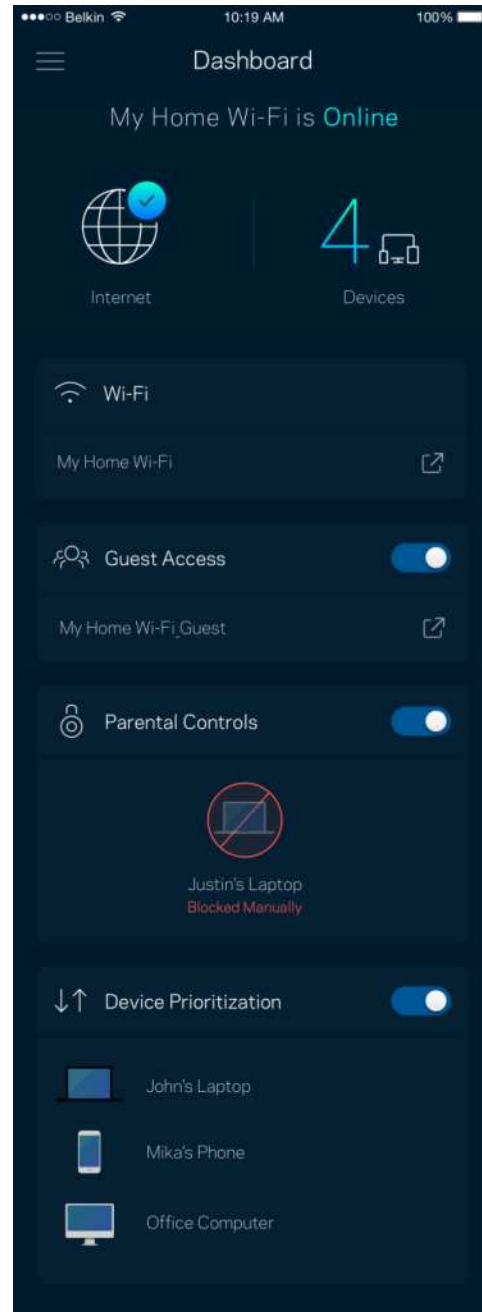 Belkin 10:19 AM 100%
Dashboard
My Home Wi-Fi is Online
4
Internet Devices
Wi-Fi
My Home Wi-Fi
Guest Access
My Home Wi-Fi_Guest
Parental Controls
Justin's Laptop
Blocked Manually
Device Prioritization
John's Laptop
Mika's Phone
Office Computer